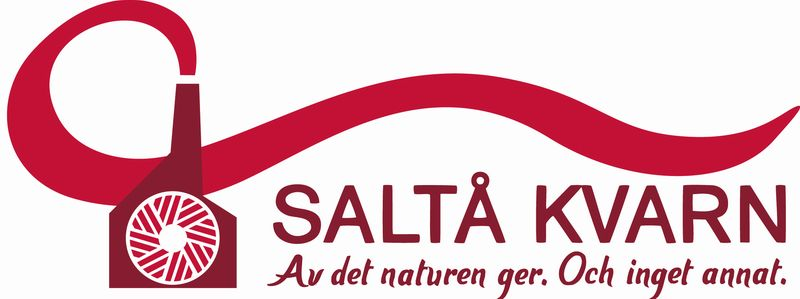 SALTÅ KVARN
Av det naturen ger. Och inget annat.